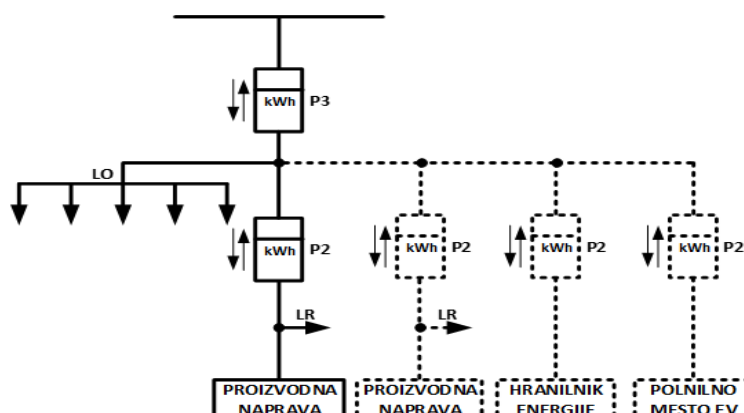 kWh P3
LO
kWh P2
kWh P2
kWh P2
kWh P2
LR
LR
PROIZVODNA
NAPRAVA
PROIZVODNA
NAPRAVA
HRANILNIK
ENERGIJE
POLNILNO
MESTO EV